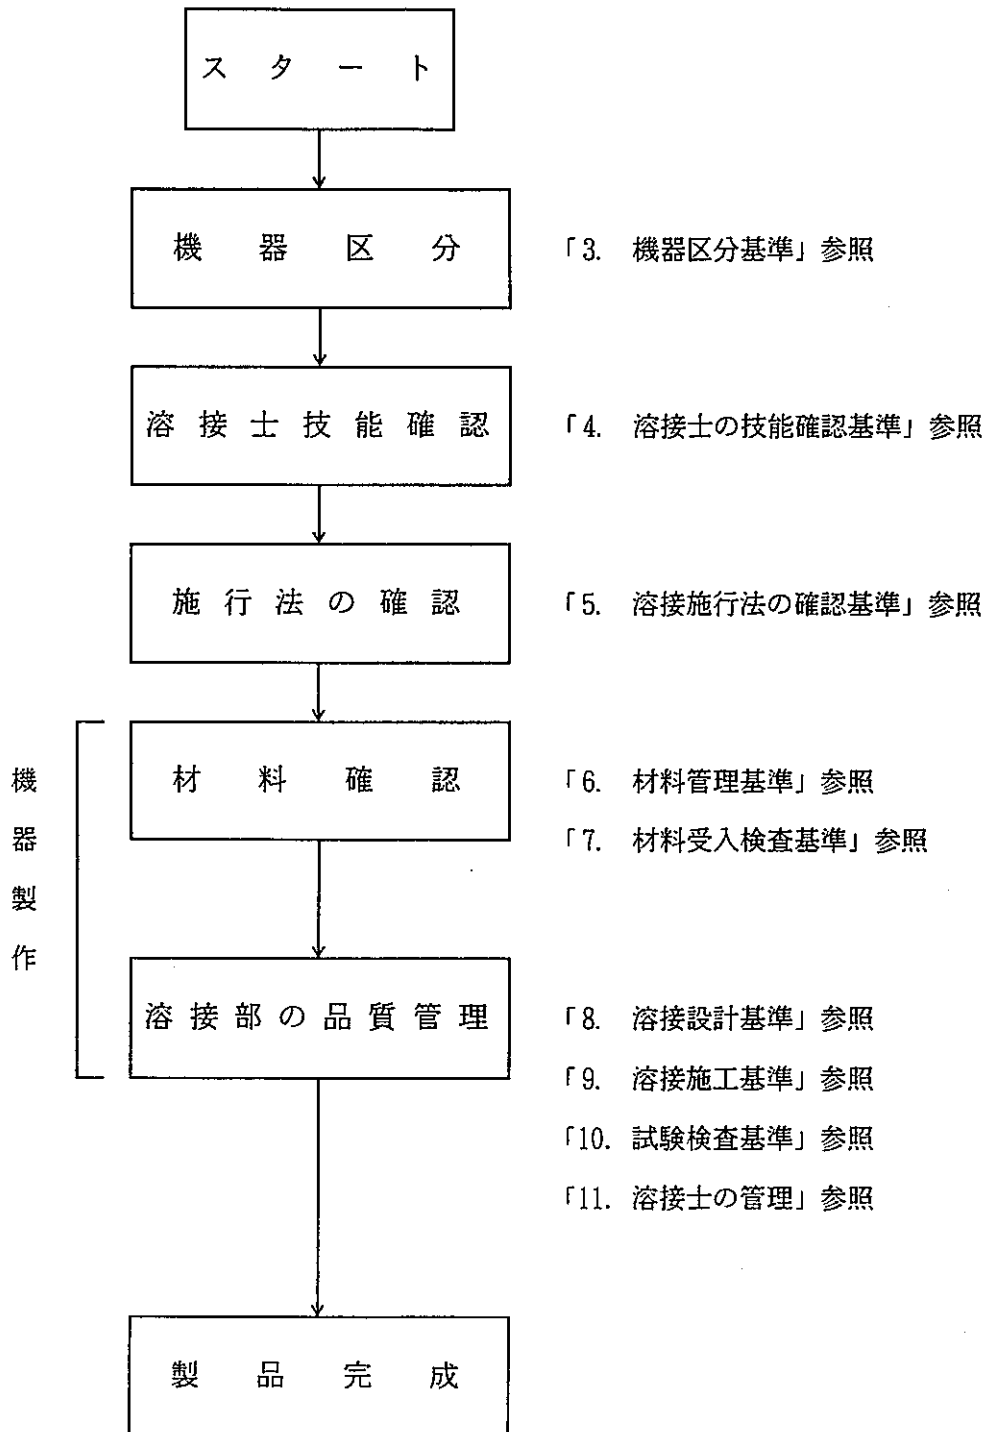 スタート
機器区分
「3. 機器区分基準」参照
溶接士技能確認
「4. 溶接士の技能確認基準」参照
施行法の確認
「5. 溶接施行法の確認基準」参照
機器製作
材料確認
「6. 材料管理基準」参照
「7. 材料受入検査基準」参照
溶接部の品質管理
「8. 溶接設計基準」参照
「9. 溶接施工基準」参照
「10. 試験検査基準」参照
「11. 溶接士の管理」参照
製品完成